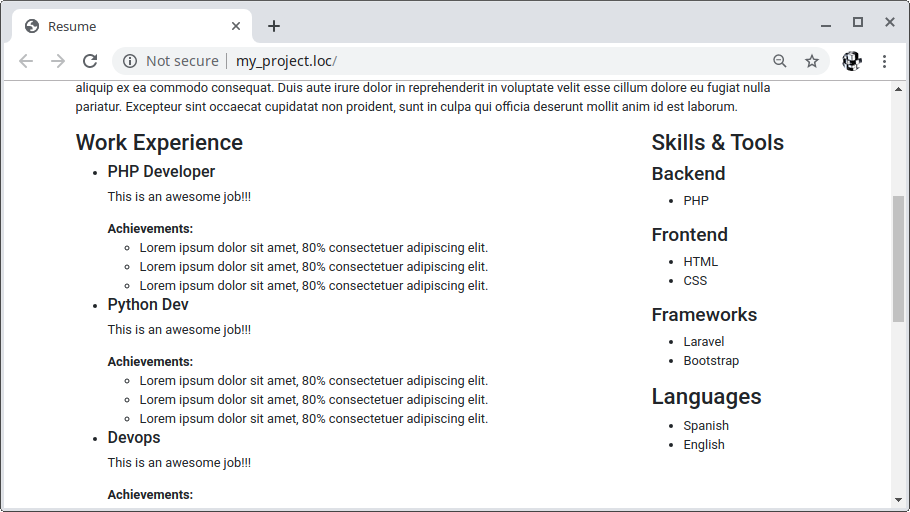 Resume
Not secure
my_project.loc/
aliquip ex ea commodo consequat. Duis aute irure dolor in reprehenderit in voluptate velit esse cillum dolore eu fugiat nulla
pariatur. Excepteur sint occaecat cupidatat non proident, sunt in culpa qui officia deserunt mollit anim id est laborum.
Work Experience
PHP Developer
This is an awesome job!!!
Achievements:
Lorem ipsum dolor sit amet, 80% consectetuer adipiscing elit.
Lorem ipsum dolor sit amet, 80% consectetuer adipiscing elit.
Lorem ipsum dolor sit amet, 80% consectetuer adipiscing elit.
Python Dev
This is an awesome job!!!
Achievements:
Lorem ipsum dolor sit amet, 80% consectetuer adipiscing elit.
Lorem ipsum dolor sit amet, 80% consectetuer adipiscing elit.
Lorem ipsum dolor sit amet, 80% consectetuer adipiscing elit.
Devops
This is an awesome job!!!
Achievements:
Skills & Tools
Backend
PHP
Frontend
HTML
CSS
Frameworks
Laravel
Bootstrap
Languages
Spanish
English